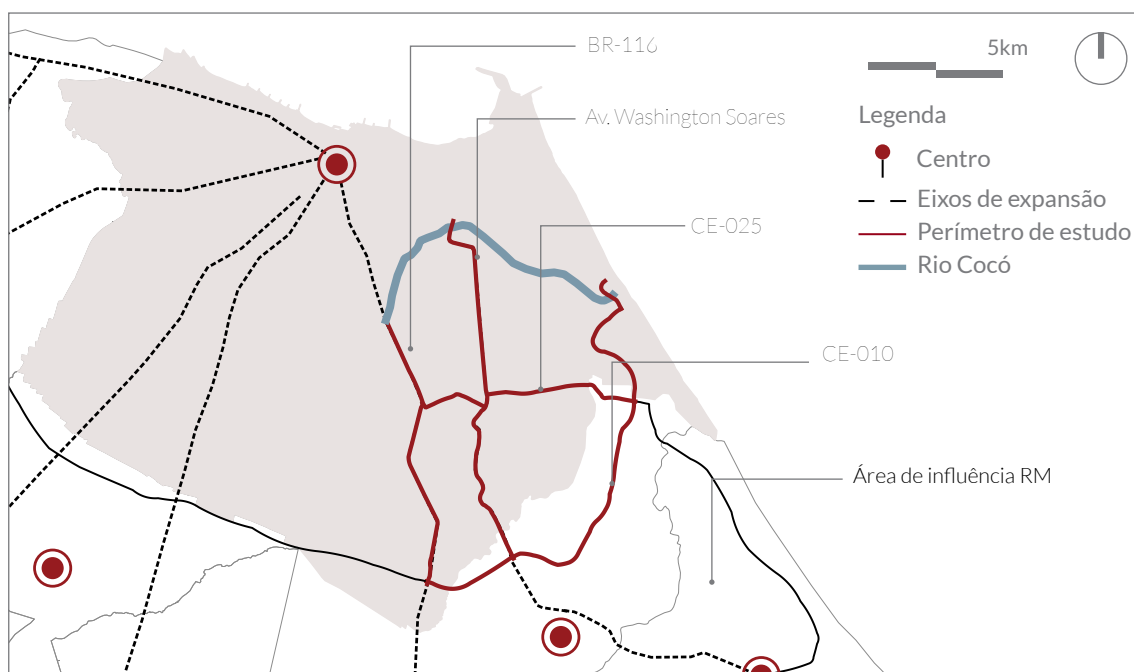 BR-116
5km
Av. Washington Soares
Legenda
Centro
Eixos de expansão
CE-025
Perímetro de estudo
Rio Cocó
CE-010
Área de influência RM